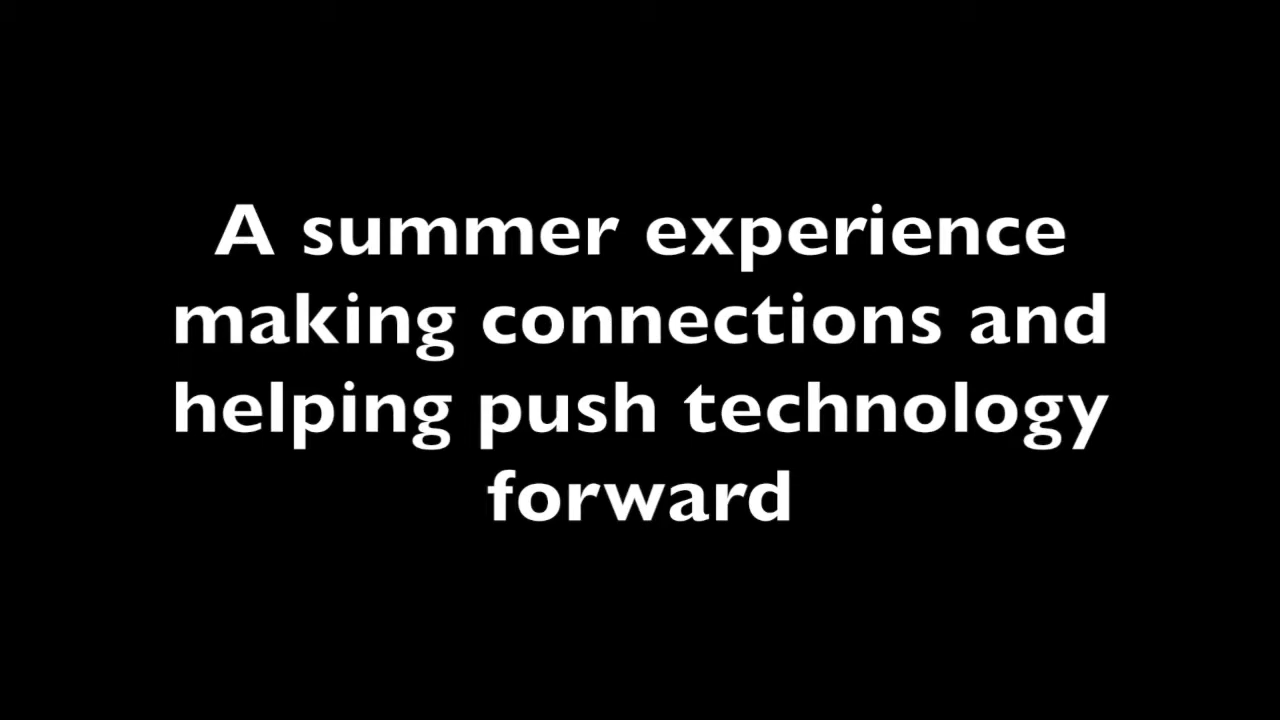 A summer experience
making connections and
helping push technology
forward